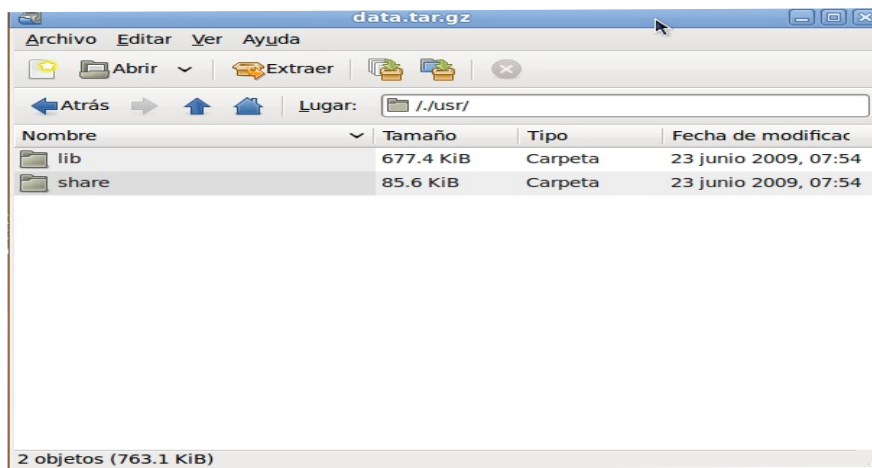 data.tar.gz
Archivo Editar Ver Ayuda
Abrir Extraer
Atrás Lugar: /./usr/
Nombre Tamaño Tipo Fecha de modificac
lib 677.4 KiB Carpeta 23 junio 2009, 07:54
share 85.6 KiB Carpeta 23 junio 2009, 07:54
2 objetos (763.1 KiB)